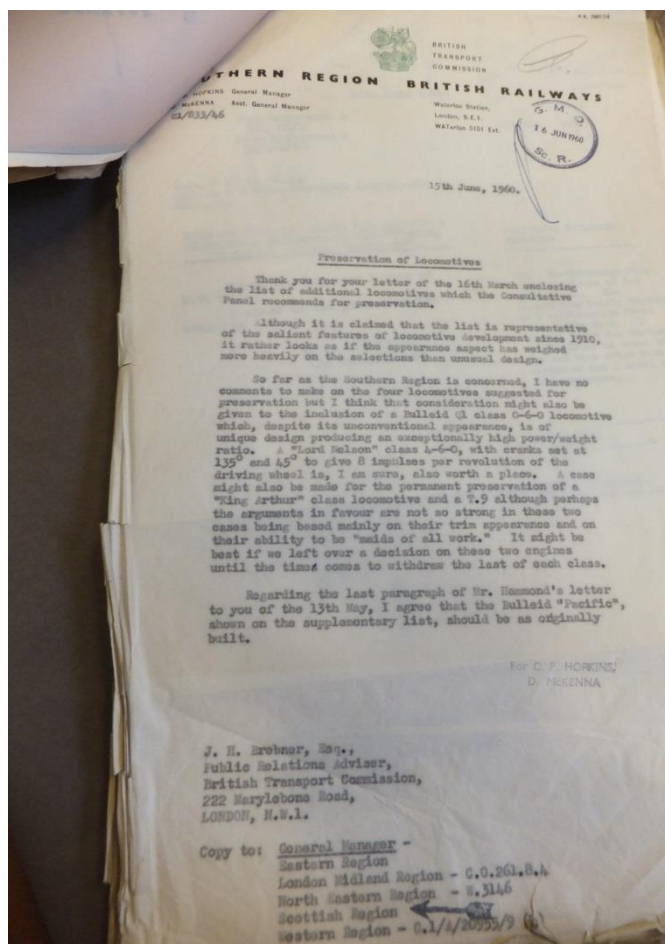 BRITISH
TRANSPORT
COMMISSION
THERN REGION BRITISH RAILWAYS
HOPKINS General Manager
McKENNA Asst. General Manager
Waterloo Station,
London, S.E.1.
WATerloo 5151 Ext.
/833/46
G. M. O.
16 JUN 1960
Sc. R.
15th June, 1960.
Preservation of Locomotives
Thank you for your letter of the 16th March enclosing
the list of additional locomotives which the Consultative
Panel recommends for preservation.
Although it is claimed that the list is representative
of the salient features of locomotive development since 1910,
it rather looks as if the appearance aspect has weighed
more heavily on the selections than unusual design.
So far as the Southern Region is concerned, I have no
comments to make on the four locomotives suggested for
preservation but I think that consideration might also be
given to the inclusion of a Bulleid Q1 class 0-6-0 locomotive
which, despite its unconventional appearance, is of
unique design producing an exceptionally high power/weight
ratio. A "Lord Nelson" class 4-6-0, with cranks set at
135° and 45° to give 8 impulses per revolution of the
driving wheel is, I am sure, also worth a place. A case
might also be made for the permanent preservation of a
"King Arthur" class locomotive and a T.9 although perhaps
the arguments in favour are not so strong in these two
cases being based mainly on their trim appearance and on
their ability to be "maids of all work." It might be
best if we left over a decision on these two engines
until the time comes to withdraw the last of each class.
Regarding the last paragraph of Mr. Hammond's letter
to you of the 13th May, I agree that the Bulleid "Pacific",
shown on the supplementary list, should be as originally
built.
For C. P. HOPKINS
D. McKENNA
J. H. Brebner, Esq.,
Public Relations Adviser,
British Transport Commission,
222 Marylebone Road,
LONDON, N.W.1.
Copy to: General Manager -
Eastern Region
London Midland Region - C.O.261.8.4
North Eastern Region - W.3146
Scottish Region
Western Region - C.1/4/20955/9